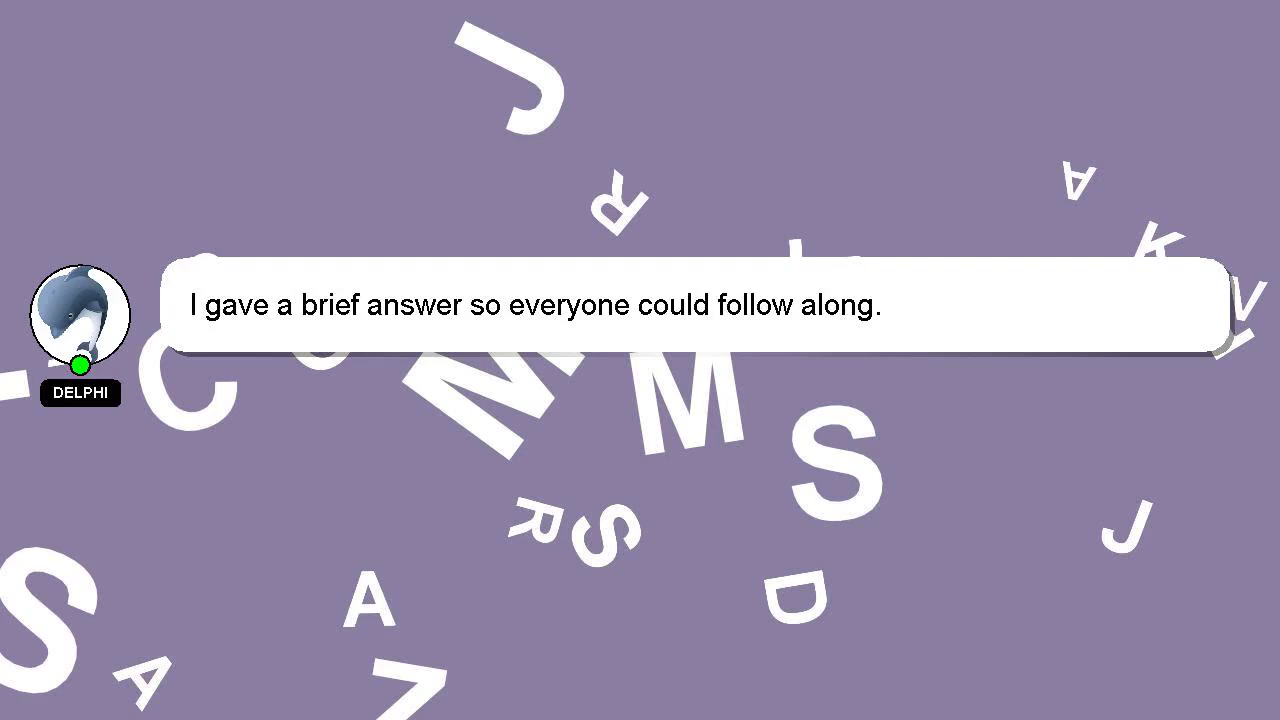 I gave a brief answer so everyone could follow along.
DELPHI
J
R
A
K
V
C
M
M
S
J
R
S
S
A
D
A
Z